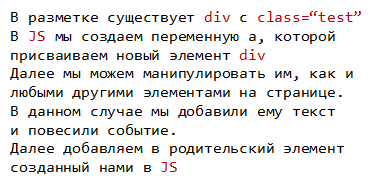 В разметке существует div с class=“test”
В JS мы создаем переменную а, которой
присваиваем новый элемент div
Далее мы можем манипулировать им, как и
любыми другими элементами на странице.
В данном случае мы добавили ему текст
и повесили событие.
Далее добавляем в родительский элемент
созданный нами в JS